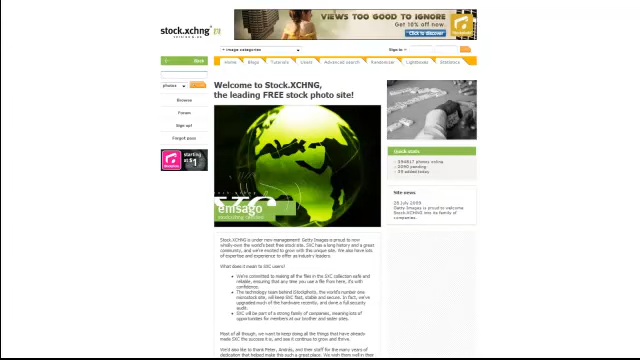 stock.xchng VI
VIEWS TOO GOOD TO IGNORE
Get 10% off now.
Click to discover
image categories
Sign in
Home Blogs Tutorials Users Advanced search Randomizer Lightboxes Statistics
photos
Browse
Forum
Sign up!
Forgot pass
starting
at $1
Welcome to Stock.XCHNG,
the leading FREE stock photo site!
Quick stats
2090 pending
Site news
Getty Images is proud to welcome
Stock.XCHNG into its family of
companies.
Stock.XCHNG is under new management! Getty Images is proud to now
wholly-own the world's best free stock site. SXC has a long history and a great
community, and we're excited to grow with this unique site. We also have lots
of expertise and experience to offer as industry leaders.
What does it mean to SXC users?
We're committed to making all the files in the SXC collection safe and
reliable, ensuring that any time you use a file from here, it's with
confidence.
The technology team behind iStockphoto, the world's number one
microstock site, will keep SXC fast, stable and secure. In fact, we've
upgraded much of the hardware recently, and done a full security
audit.
SXC will be part of a strong family of companies, meaning lots of
opportunities for members at our brother and sister sites.
Most of all, though, we want to keep doing all the things that have already
made SXC the success it is, and see it continue to grow and thrive.
We'd also like to thank Peter, András, and their staff for the many years of
dedication that helped make this such a great place. We wish them well in their